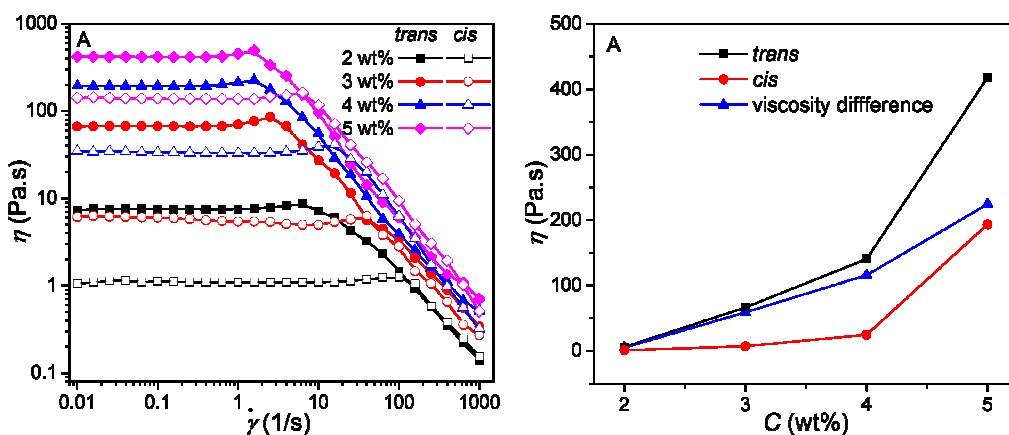 A
trans cis
2 wt%
3 wt%
4 wt%
5 wt%
1000
100
10
1
0.1
η (Pa.s)
0.01 0.1 1 10 100 1000
γ̇ (1/s)
A
trans
cis
viscosity diffference
500
400
300
200
100
0
η (Pa.s)
2 3 4 5
C (wt%)